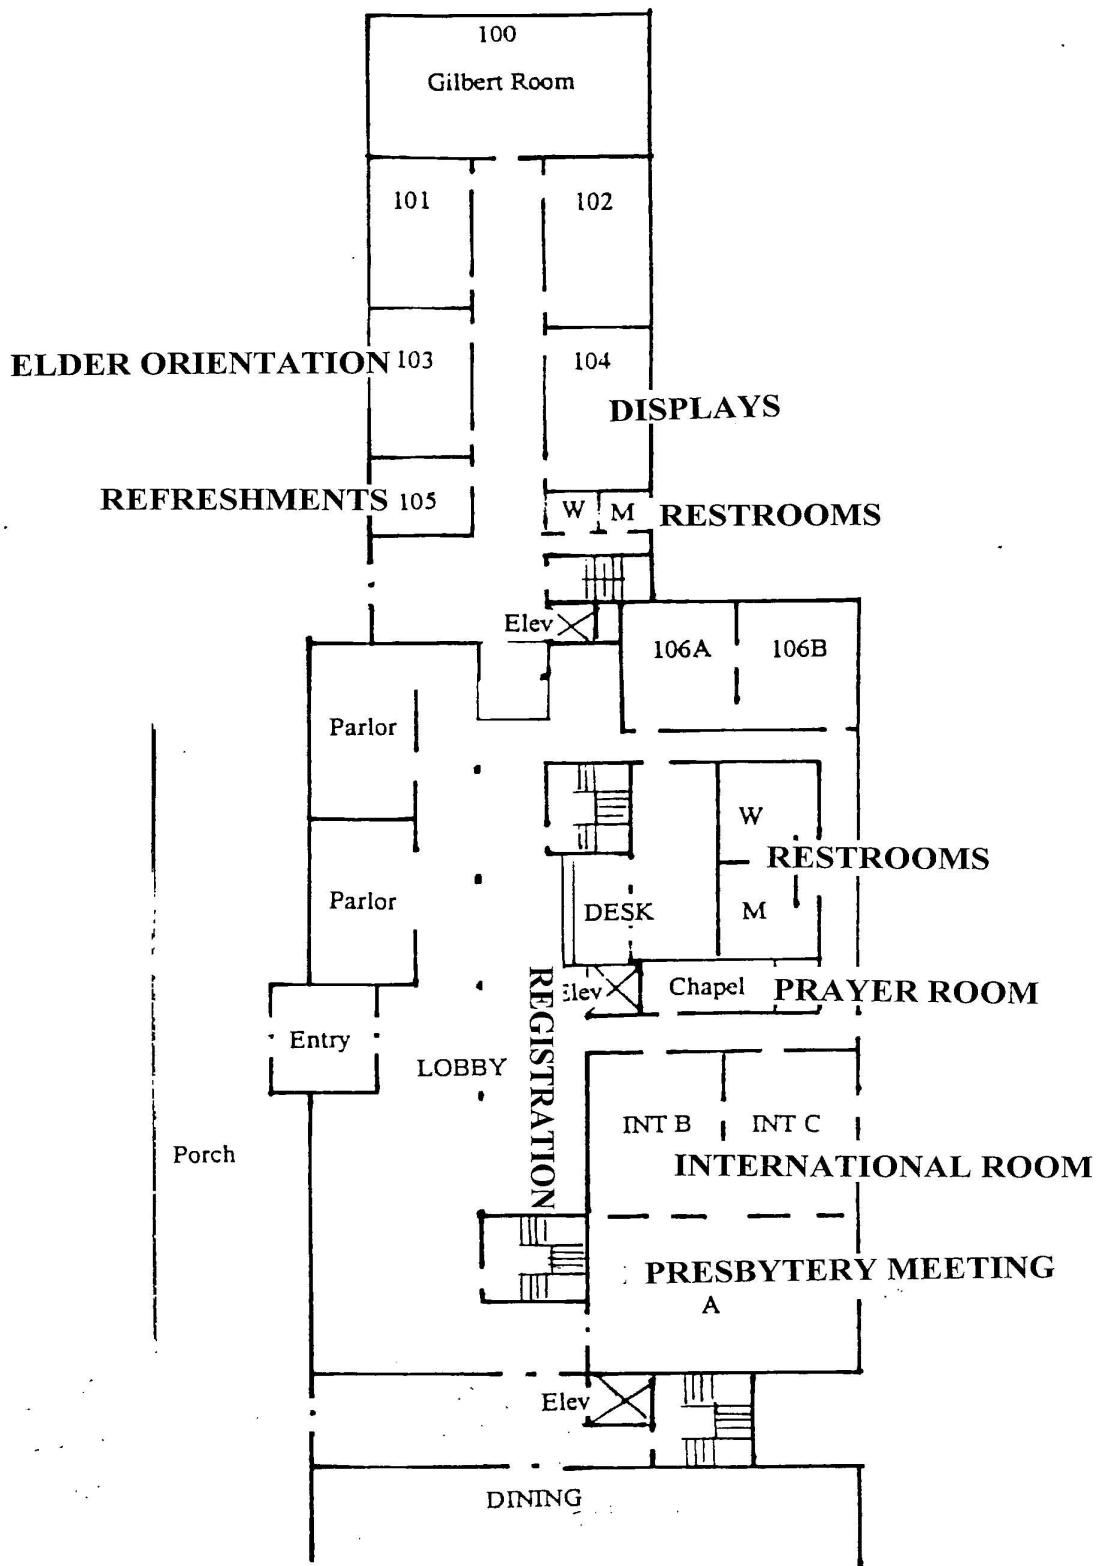 100
Gilbert Room
101
102
ELDER ORIENTATION 103
104
DISPLAYS
REFRESHMENTS 105
W
M
RESTROOMS
Elev
106A
106B
Parlor
W
RESTROOMS
Parlor
DESK
M
Elev
Chapel
PRAYER ROOM
Entry
LOBBY
REGISTRATION
INT B
INT C
Porch
INTERNATIONAL ROOM
PRESBYTERY MEETING
A
Elev
DINING